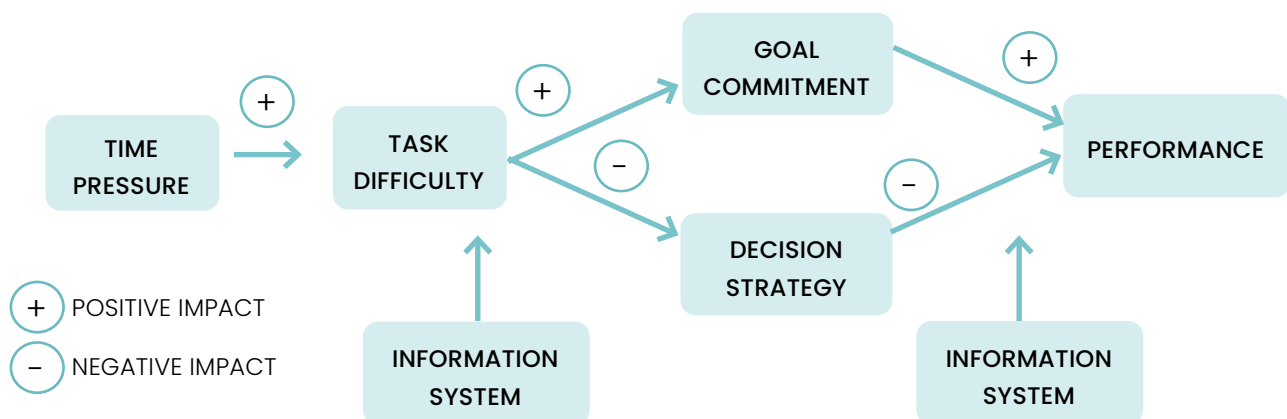 GOAL
COMMITMENT
+
+
+
TIME
PRESSURE
TASK
DIFFICULTY
-
-
PERFORMANCE
DECISION
STRATEGY
+ POSITIVE IMPACT
- NEGATIVE IMPACT
INFORMATION
SYSTEM
INFORMATION
SYSTEM